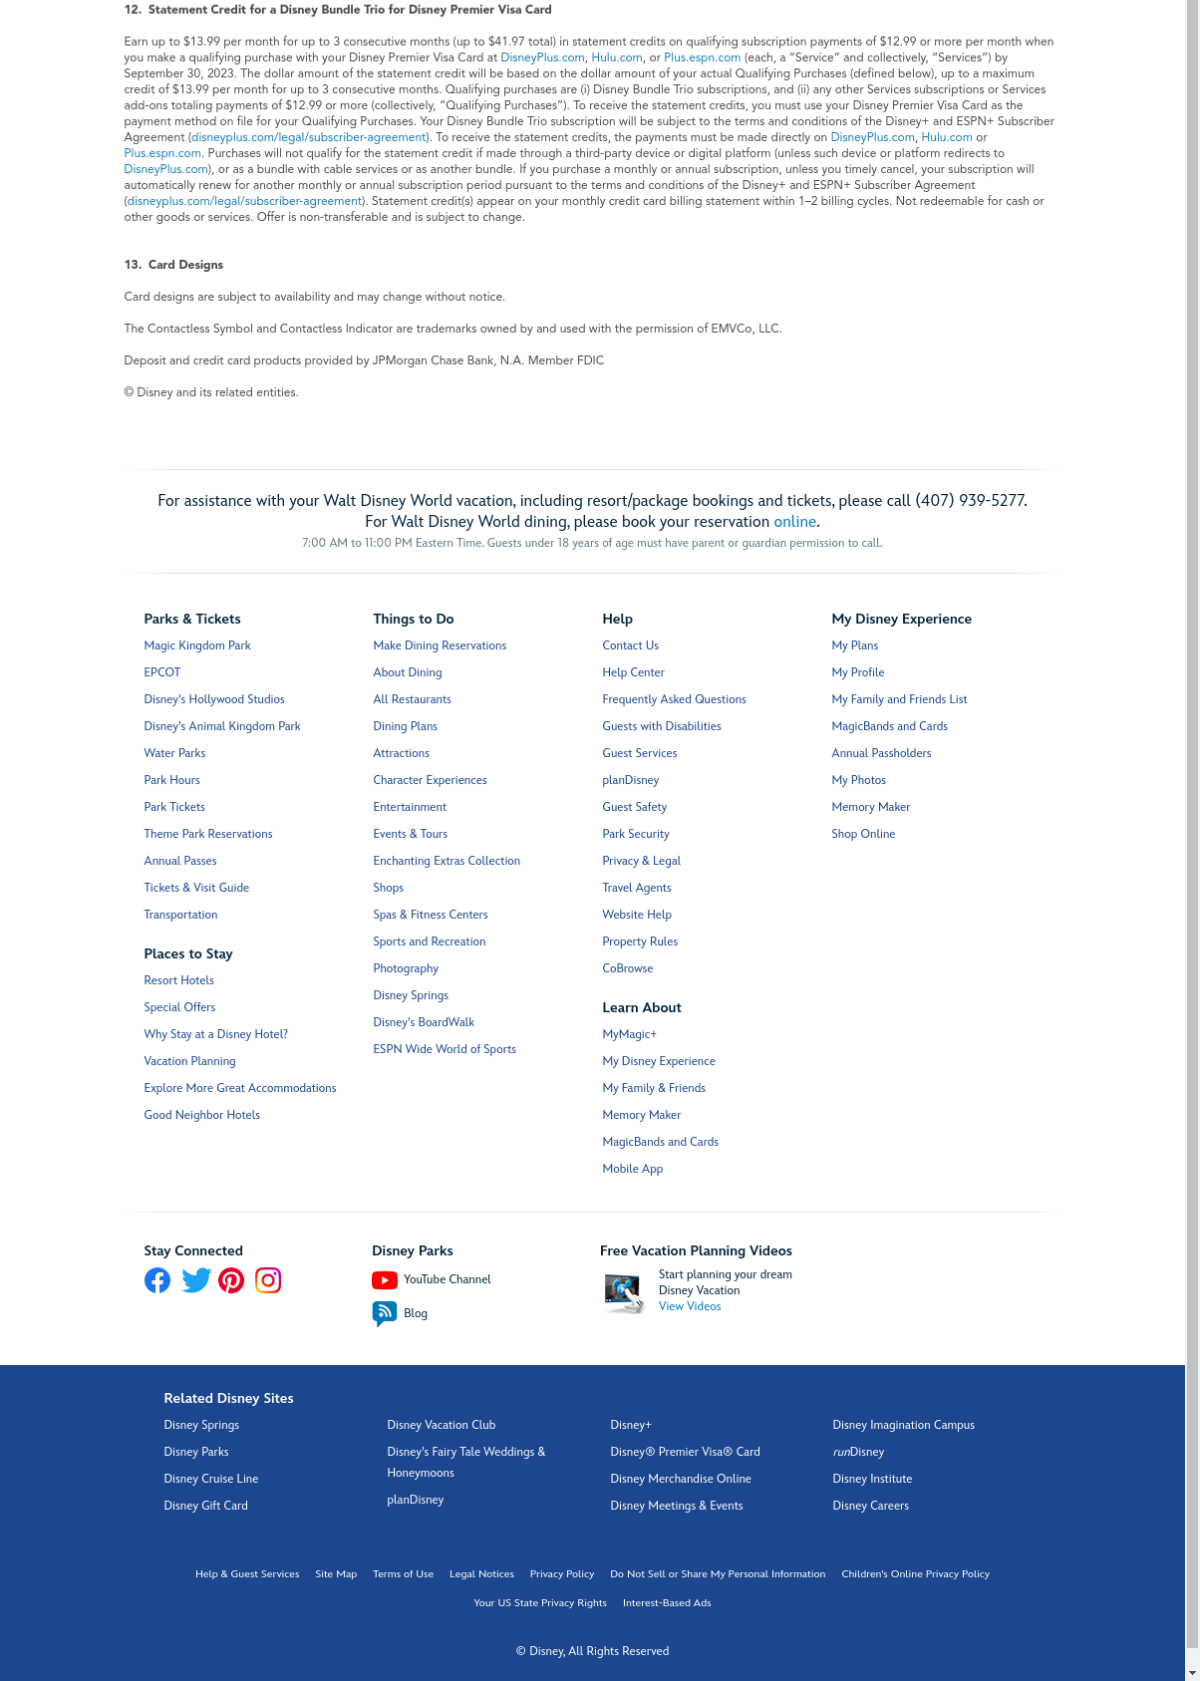 12.  Statement Credit for a Disney Bundle Trio for Disney Premier Visa Card
Earn up to $13.99 per month for up to 3 consecutive months (up to $41.97 total) in statement credits on qualifying subscription payments of $12.99 or more per month when
you make a qualifying purchase with your Disney Premier Visa Card at DisneyPlus.com, Hulu.com, or Plus.espn.com (each, a “Service” and collectively, “Services”) by
September 30, 2023. The dollar amount of the statement credit will be based on the dollar amount of your actual Qualifying Purchases (defined below), up to a maximum
credit of $13.99 per month for up to 3 consecutive months. Qualifying purchases are (i) Disney Bundle Trio subscriptions, and (ii) any other Services subscriptions or Services
add-ons totaling payments of $12.99 or more (collectively, “Qualifying Purchases”). To receive the statement credits, you must use your Disney Premier Visa Card as the
payment method on file for your Qualifying Purchases. Your Disney Bundle Trio subscription will be subject to the terms and conditions of the Disney+ and ESPN+ Subscriber
Agreement (disneyplus.com/legal/subscriber-agreement). To receive the statement credits, the payments must be made directly on DisneyPlus.com, Hulu.com or
Plus.espn.com. Purchases will not qualify for the statement credit if made through a third-party device or digital platform (unless such device or platform redirects to
DisneyPlus.com), or as a bundle with cable services or as another bundle. If you purchase a monthly or annual subscription, unless you timely cancel, your subscription will
automatically renew for another monthly or annual subscription period pursuant to the terms and conditions of the Disney+ and ESPN+ Subscriber Agreement
(disneyplus.com/legal/subscriber-agreement). Statement credit(s) appear on your monthly credit card billing statement within 1–2 billing cycles. Not redeemable for cash or
other goods or services. Offer is non-transferable and is subject to change.
13.  Card Designs
Card designs are subject to availability and may change without notice.
The Contactless Symbol and Contactless Indicator are trademarks owned by and used with the permission of EMVCo, LLC.
Deposit and credit card products provided by JPMorgan Chase Bank, N.A. Member FDIC
© Disney and its related entities.
For assistance with your Walt Disney World vacation, including resort/package bookings and tickets, please call (407) 939-5277.
For Walt Disney World dining, please book your reservation online.
7:00 AM to 11:00 PM Eastern Time. Guests under 18 years of age must have parent or guardian permission to call.
Parks & Tickets
Magic Kingdom Park
EPCOT
Disney's Hollywood Studios
Disney's Animal Kingdom Park
Water Parks
Park Hours
Park Tickets
Theme Park Reservations
Annual Passes
Tickets & Visit Guide
Transportation
Places to Stay
Resort Hotels
Special Offers
Why Stay at a Disney Hotel?
Vacation Planning
Explore More Great Accommodations
Good Neighbor Hotels
Things to Do
Make Dining Reservations
About Dining
All Restaurants
Dining Plans
Attractions
Character Experiences
Entertainment
Events & Tours
Enchanting Extras Collection
Shops
Spas & Fitness Centers
Sports and Recreation
Photography
Disney Springs
Disney's BoardWalk
ESPN Wide World of Sports
Help
Contact Us
Help Center
Frequently Asked Questions
Guests with Disabilities
Guest Services
planDisney
Guest Safety
Park Security
Privacy & Legal
Travel Agents
Website Help
Property Rules
CoBrowse
Learn About
MyMagic+
My Disney Experience
My Family & Friends
Memory Maker
MagicBands and Cards
Mobile App
My Disney Experience
My Plans
My Profile
My Family and Friends List
MagicBands and Cards
Annual Passholders
My Photos
Memory Maker
Shop Online
Stay Connected
Disney Parks
YouTube Channel
Blog
Free Vacation Planning Videos
Start planning your dream
Disney Vacation
View Videos
Related Disney Sites
Disney Springs
Disney Parks
Disney Cruise Line
Disney Gift Card
Disney Vacation Club
Disney's Fairy Tale Weddings &
Honeymoons
planDisney
Disney+
Disney® Premier Visa® Card
Disney Merchandise Online
Disney Meetings & Events
Disney Imagination Campus
runDisney
Disney Institute
Disney Careers
Help & Guest Services Site Map Terms of Use Legal Notices Privacy Policy Do Not Sell or Share My Personal Information Children's Online Privacy Policy
Your US State Privacy Rights Interest-Based Ads
© Disney, All Rights Reserved